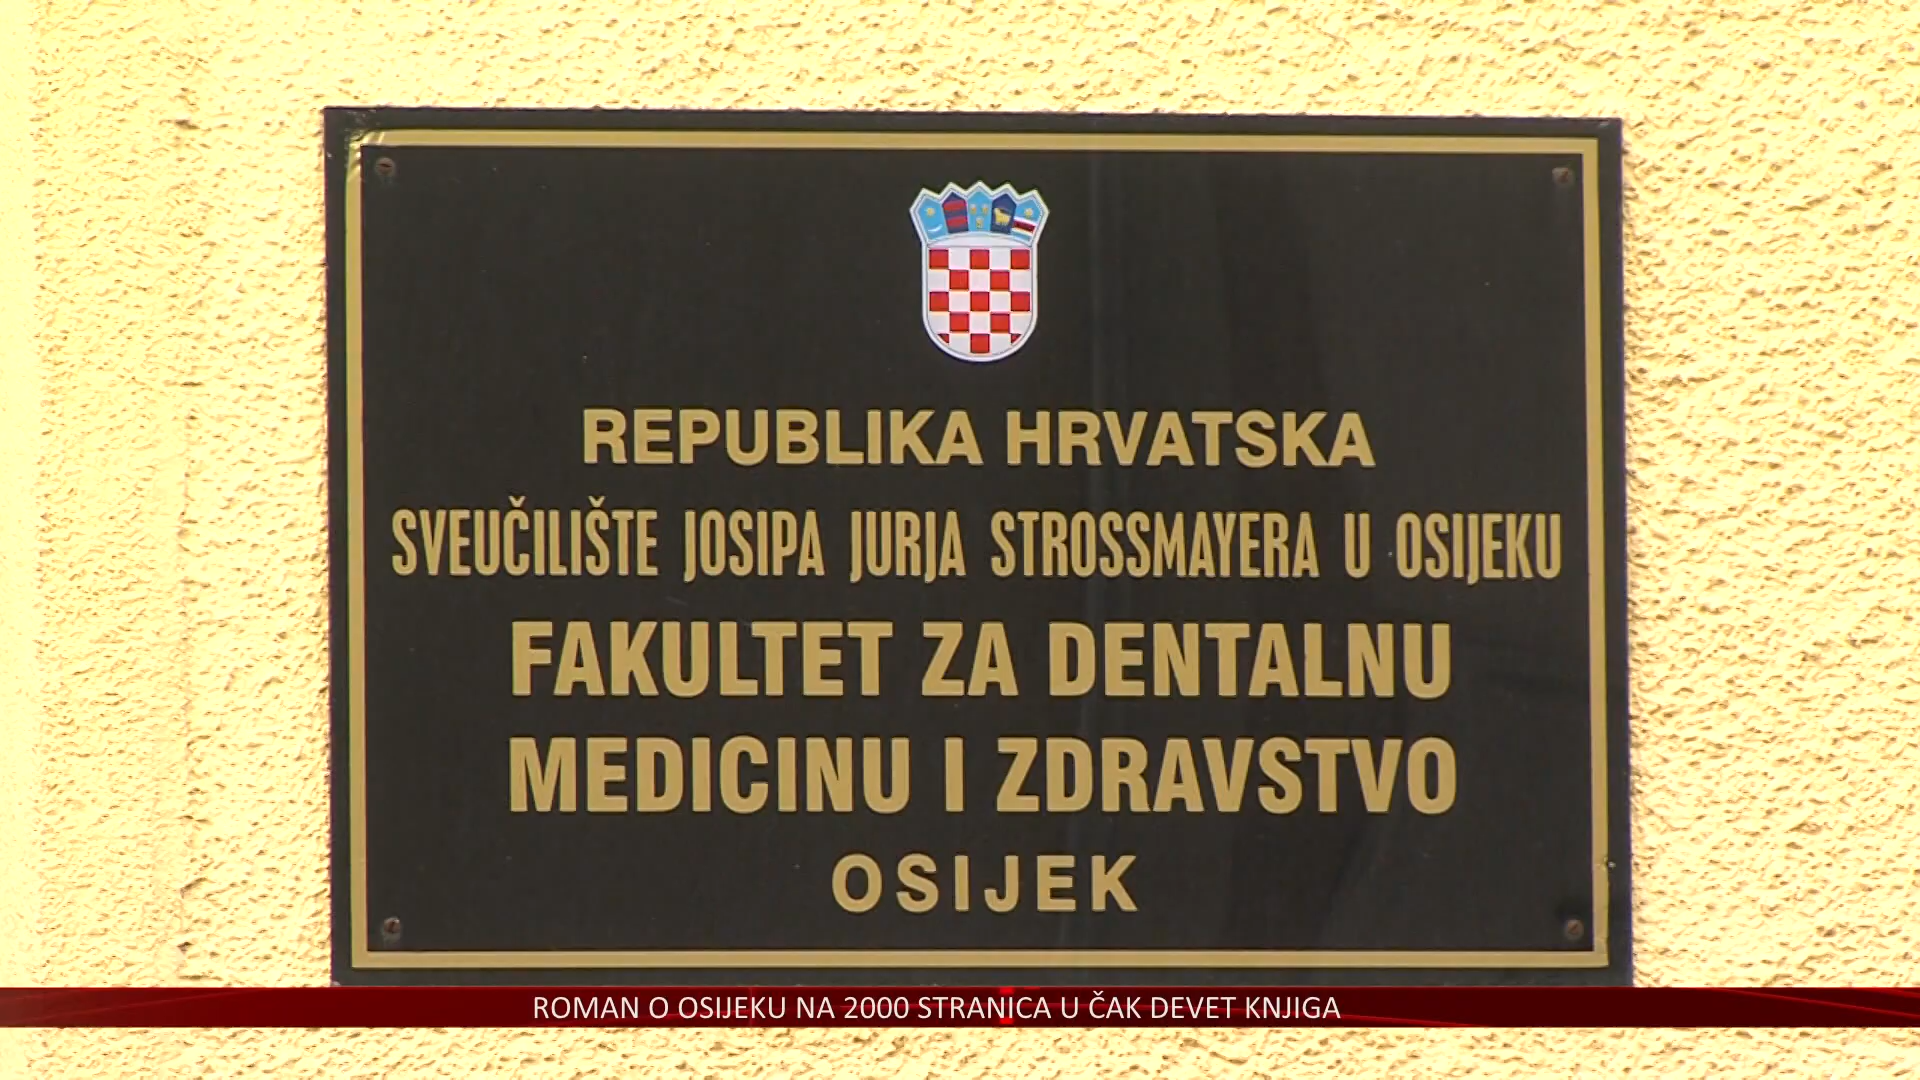 REPUBLIKA HRVATSKA
SVEUČILIŠTE JOSIPA JURJA STROSSMAYERA U OSIJEKU
FAKULTET ZA DENTALNU
MEDICINU I ZDRAVSTVO
OSIJEK
ROMAN O OSIJEKU NA 2000 STRANICA U ČAK DEVET KNJIGA